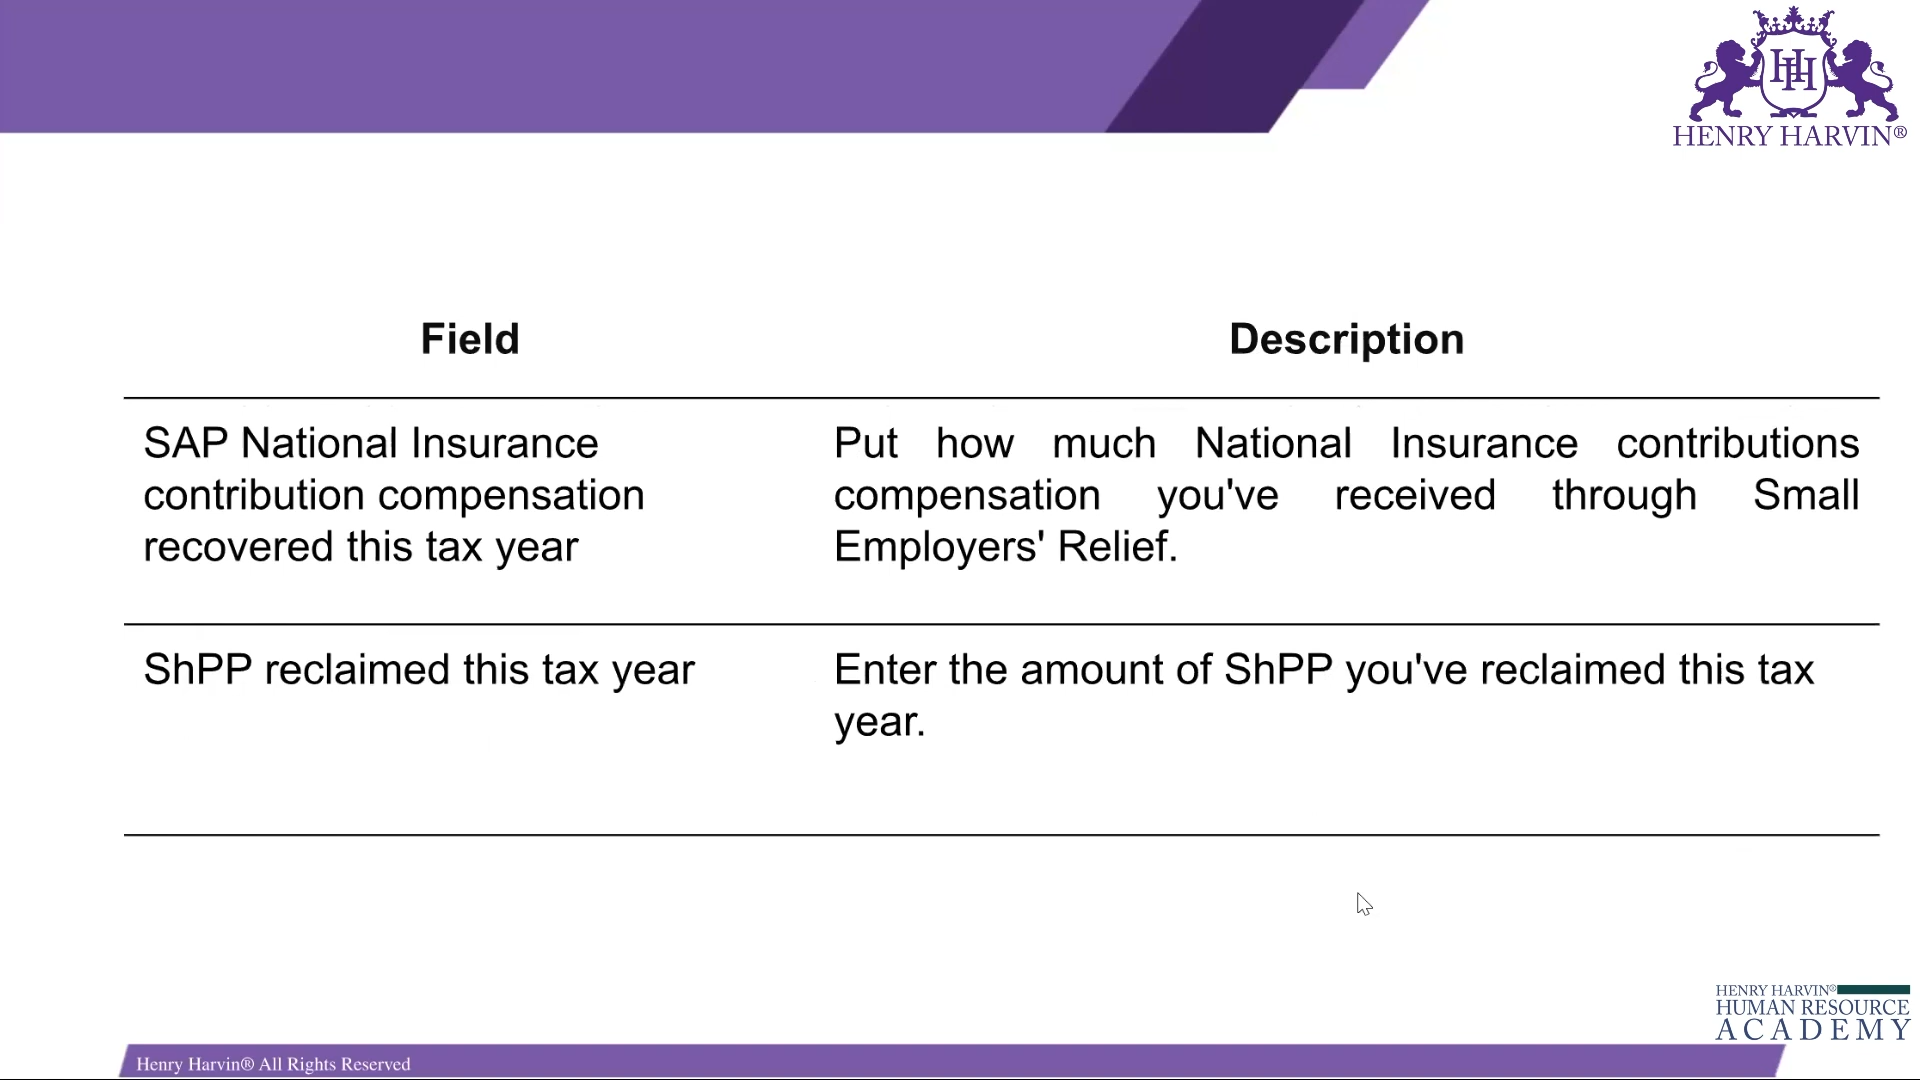 HENRY HARVIN®
Field
Description
SAP National Insurance
contribution compensation
recovered this tax year
Put how much National Insurance contributions
compensation you've received through Small
Employers' Relief.
ShPP reclaimed this tax year
Enter the amount of ShPP you've reclaimed this tax
year.
HENRY HARVIN®
HUMAN RESOURCE
ACADEMY
Henry Harvin® All Rights Reserved